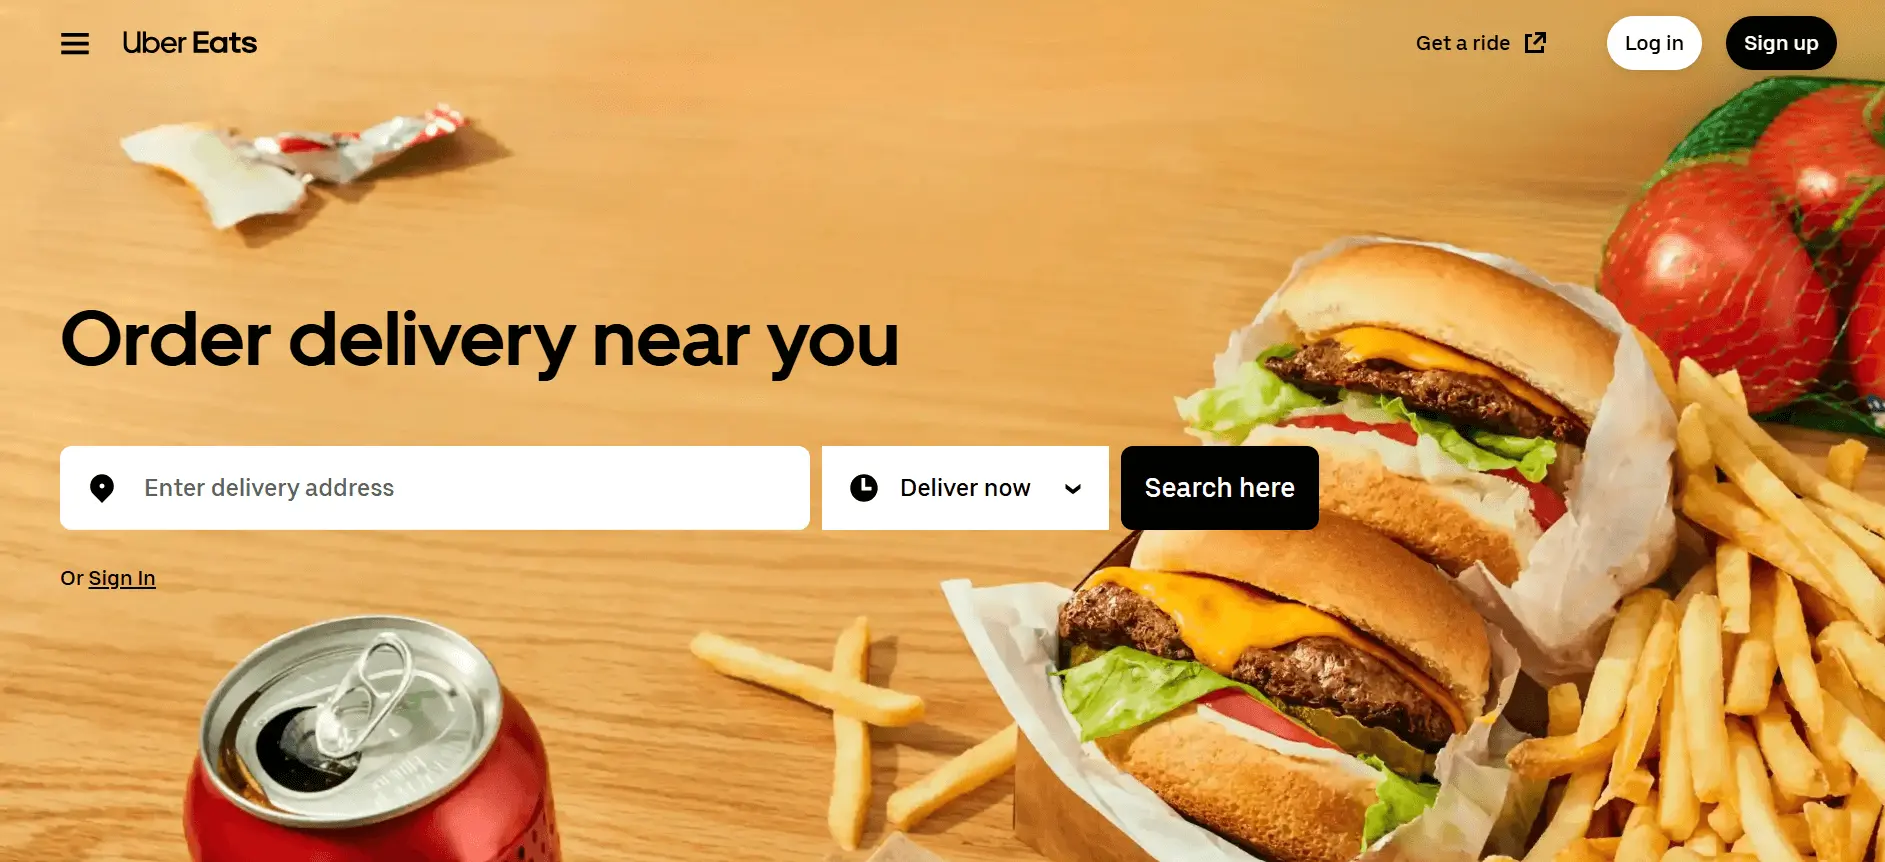 Uber Eats
Get a ride
Log in
Sign up
Order delivery near you
Enter delivery address
Deliver now
Search here
Or Sign In